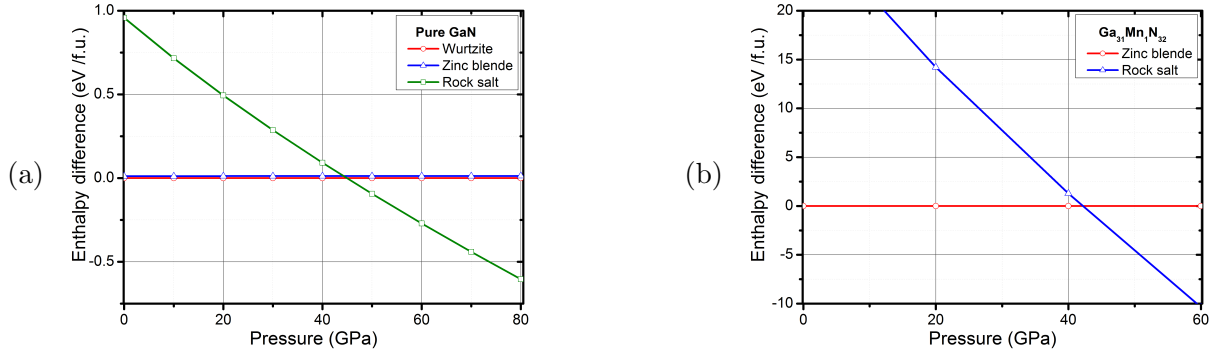 (a)
Enthalpy difference (eV /f.u.)
1.0
0.5
0.0
-0.5
0 20 40 60 80
Pressure (GPa)
Pure GaN
Wurtzite
Zinc blende
Rock salt
(b)
Enthalpy difference (eV /f.u.)
20
15
10
5
0
-5
-10
0 20 40 60
Pressure (GPa)
Ga₃₁Mn₁N₃₂
Zinc blende
Rock salt